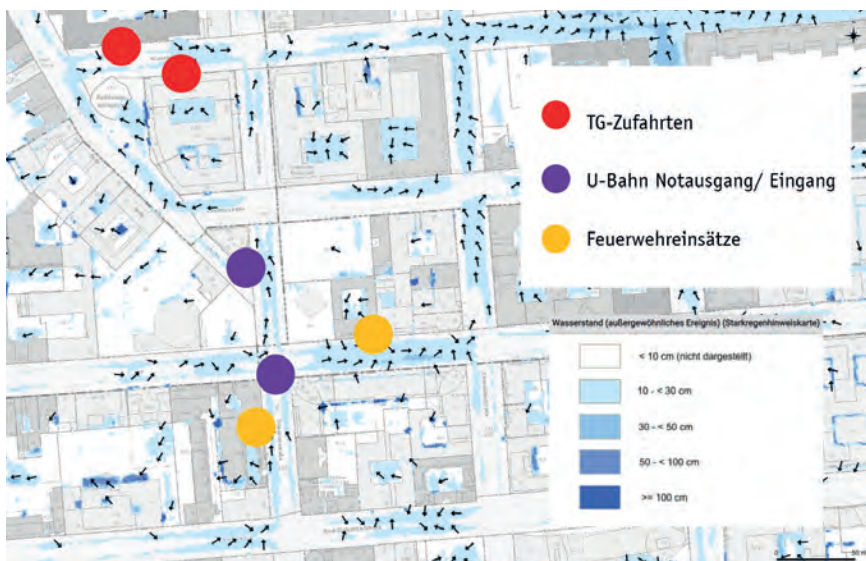 TG-Zufahrten
U-Bahn Notausgang/ Eingang
Feuerwehreinsätze
Wasserstand (außergewöhnliches Ereignis) (Starkregenhinweiskarte)
< 10 cm (nicht dargestellt)
10 - < 30 cm
30 - < 50 cm
50 - < 100 cm
>= 100 cm